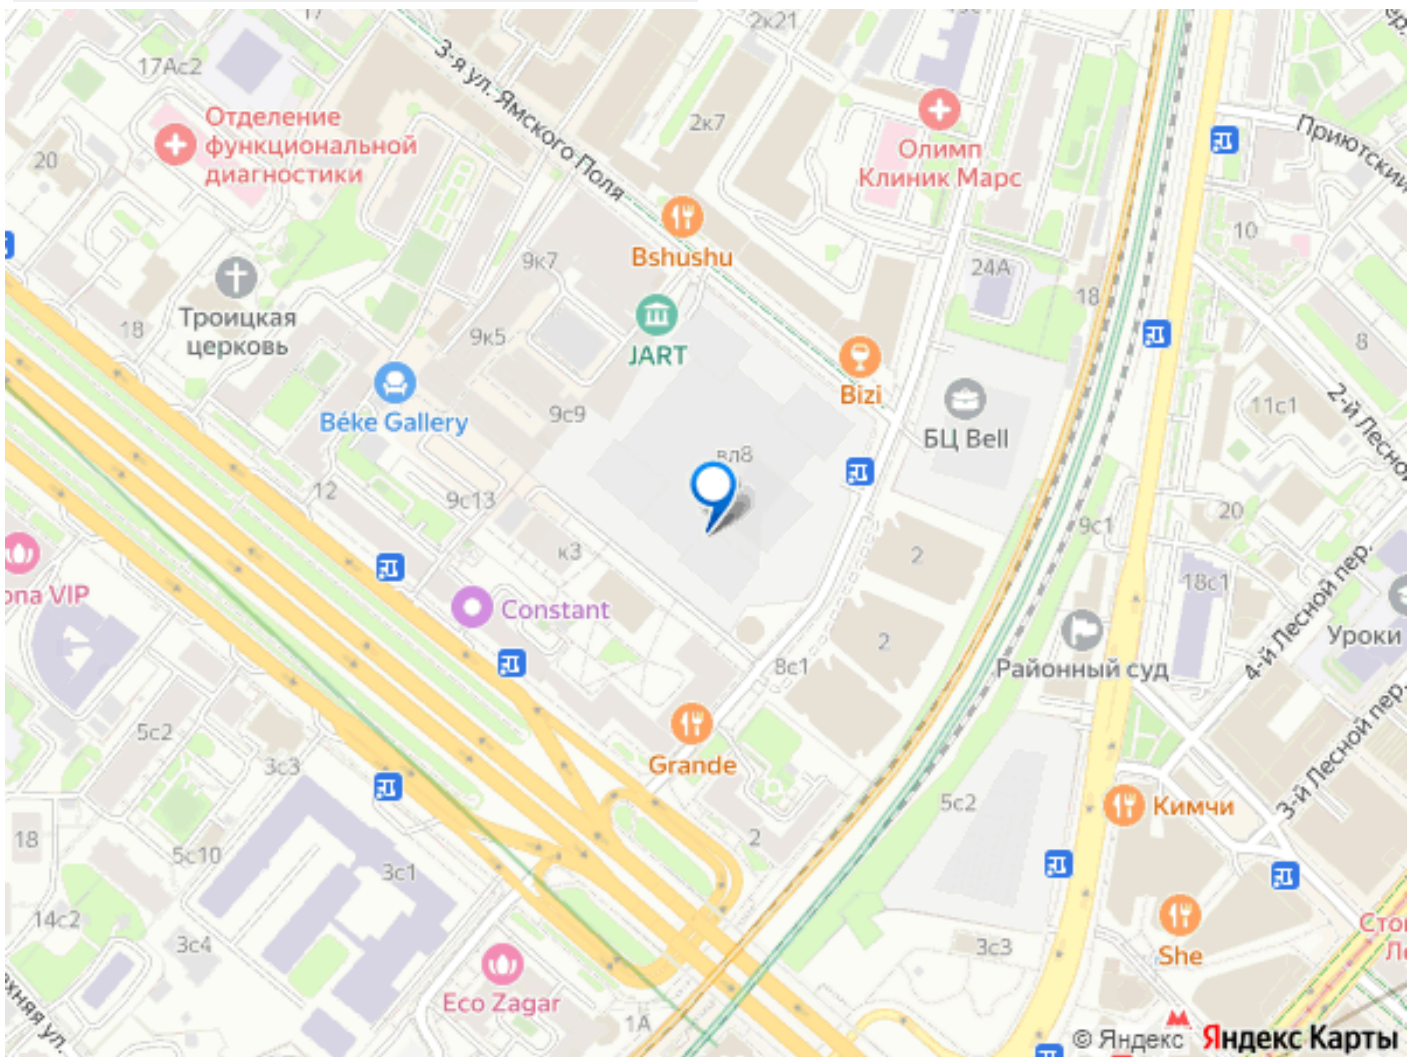 17
2к21
17Ас2
3-я ул. Ямского Поля
2к7
Отделение
функциональной
диагностики
20
Олимп
Клиник Марс
Приютский
10
Bshushu
9к7
24А
18
Троицкая
церковь
18
JART
9к5
8
Bizi
Béke Gallery
9с9
БЦ Bell
11с1
2-й Лесной
вл8
12
9с13
20
9с1
к3
2
18с1
4-й Лесной пер.
ona VIP
Constant
2
Уроки
Районный суд
8с1
5с2
3с3
Grande
3-й Лесной пер.
5с2
Кимчи
18
2
5с10
3с1
14с2
3с4
3с3
She
Eco Zagar
1А
© Яндекс Яндекс Карты